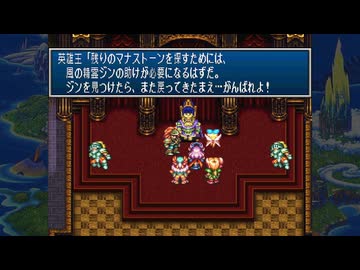 英雄王「残りのマナストーンを探すためには、
風の精霊ジンの助けが必要になるはずだ。
ジンを見つけたら、また戻ってきたまえ…がんばれよ！